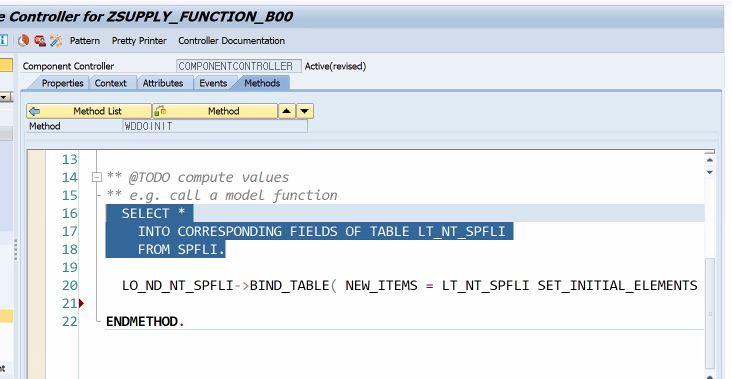 e Controller for ZSUPPLY_FUNCTION_B00
Pattern Pretty Printer Controller Documentation
Component Controller COMPONENTCONTROLLER Active(revised)
Properties Context Attributes Events Methods
Method List Method
Method WDDOINIT
13
14 ** @TODO compute values
15 ** e.g. call a model function
16 SELECT *
17 INTO CORRESPONDING FIELDS OF TABLE LT_NT_SPFLI
18 FROM SPFLI.
19
20 LO_ND_NT_SPFLI->BIND_TABLE( NEW_ITEMS = LT_NT_SPFLI SET_INITIAL_ELEMENTS
21
22 ENDMETHOD.
nt